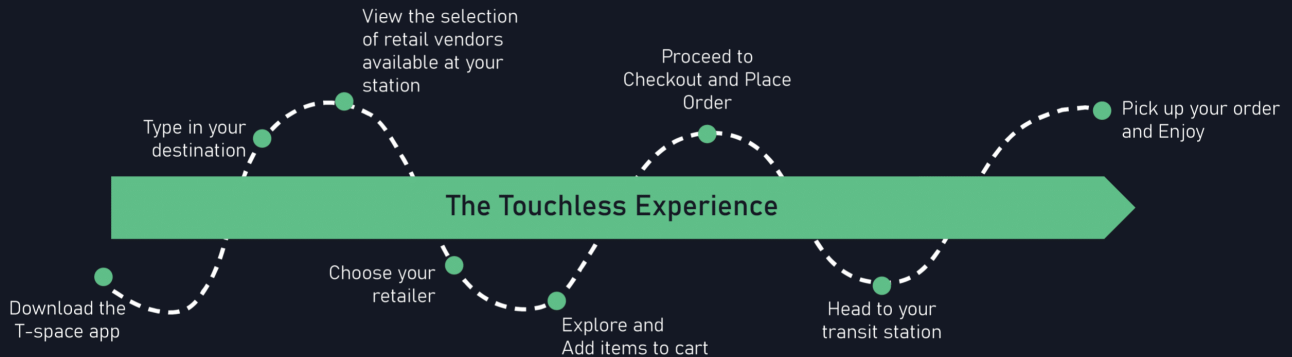 Download the
T-space app
Type in your
destination
View the selection
of retail vendors
available at your
station
Choose your
retailer
Explore and
Add items to cart
Proceed to
Checkout and Place
Order
Head to your
transit station
Pick up your order
and Enjoy
The Touchless Experience